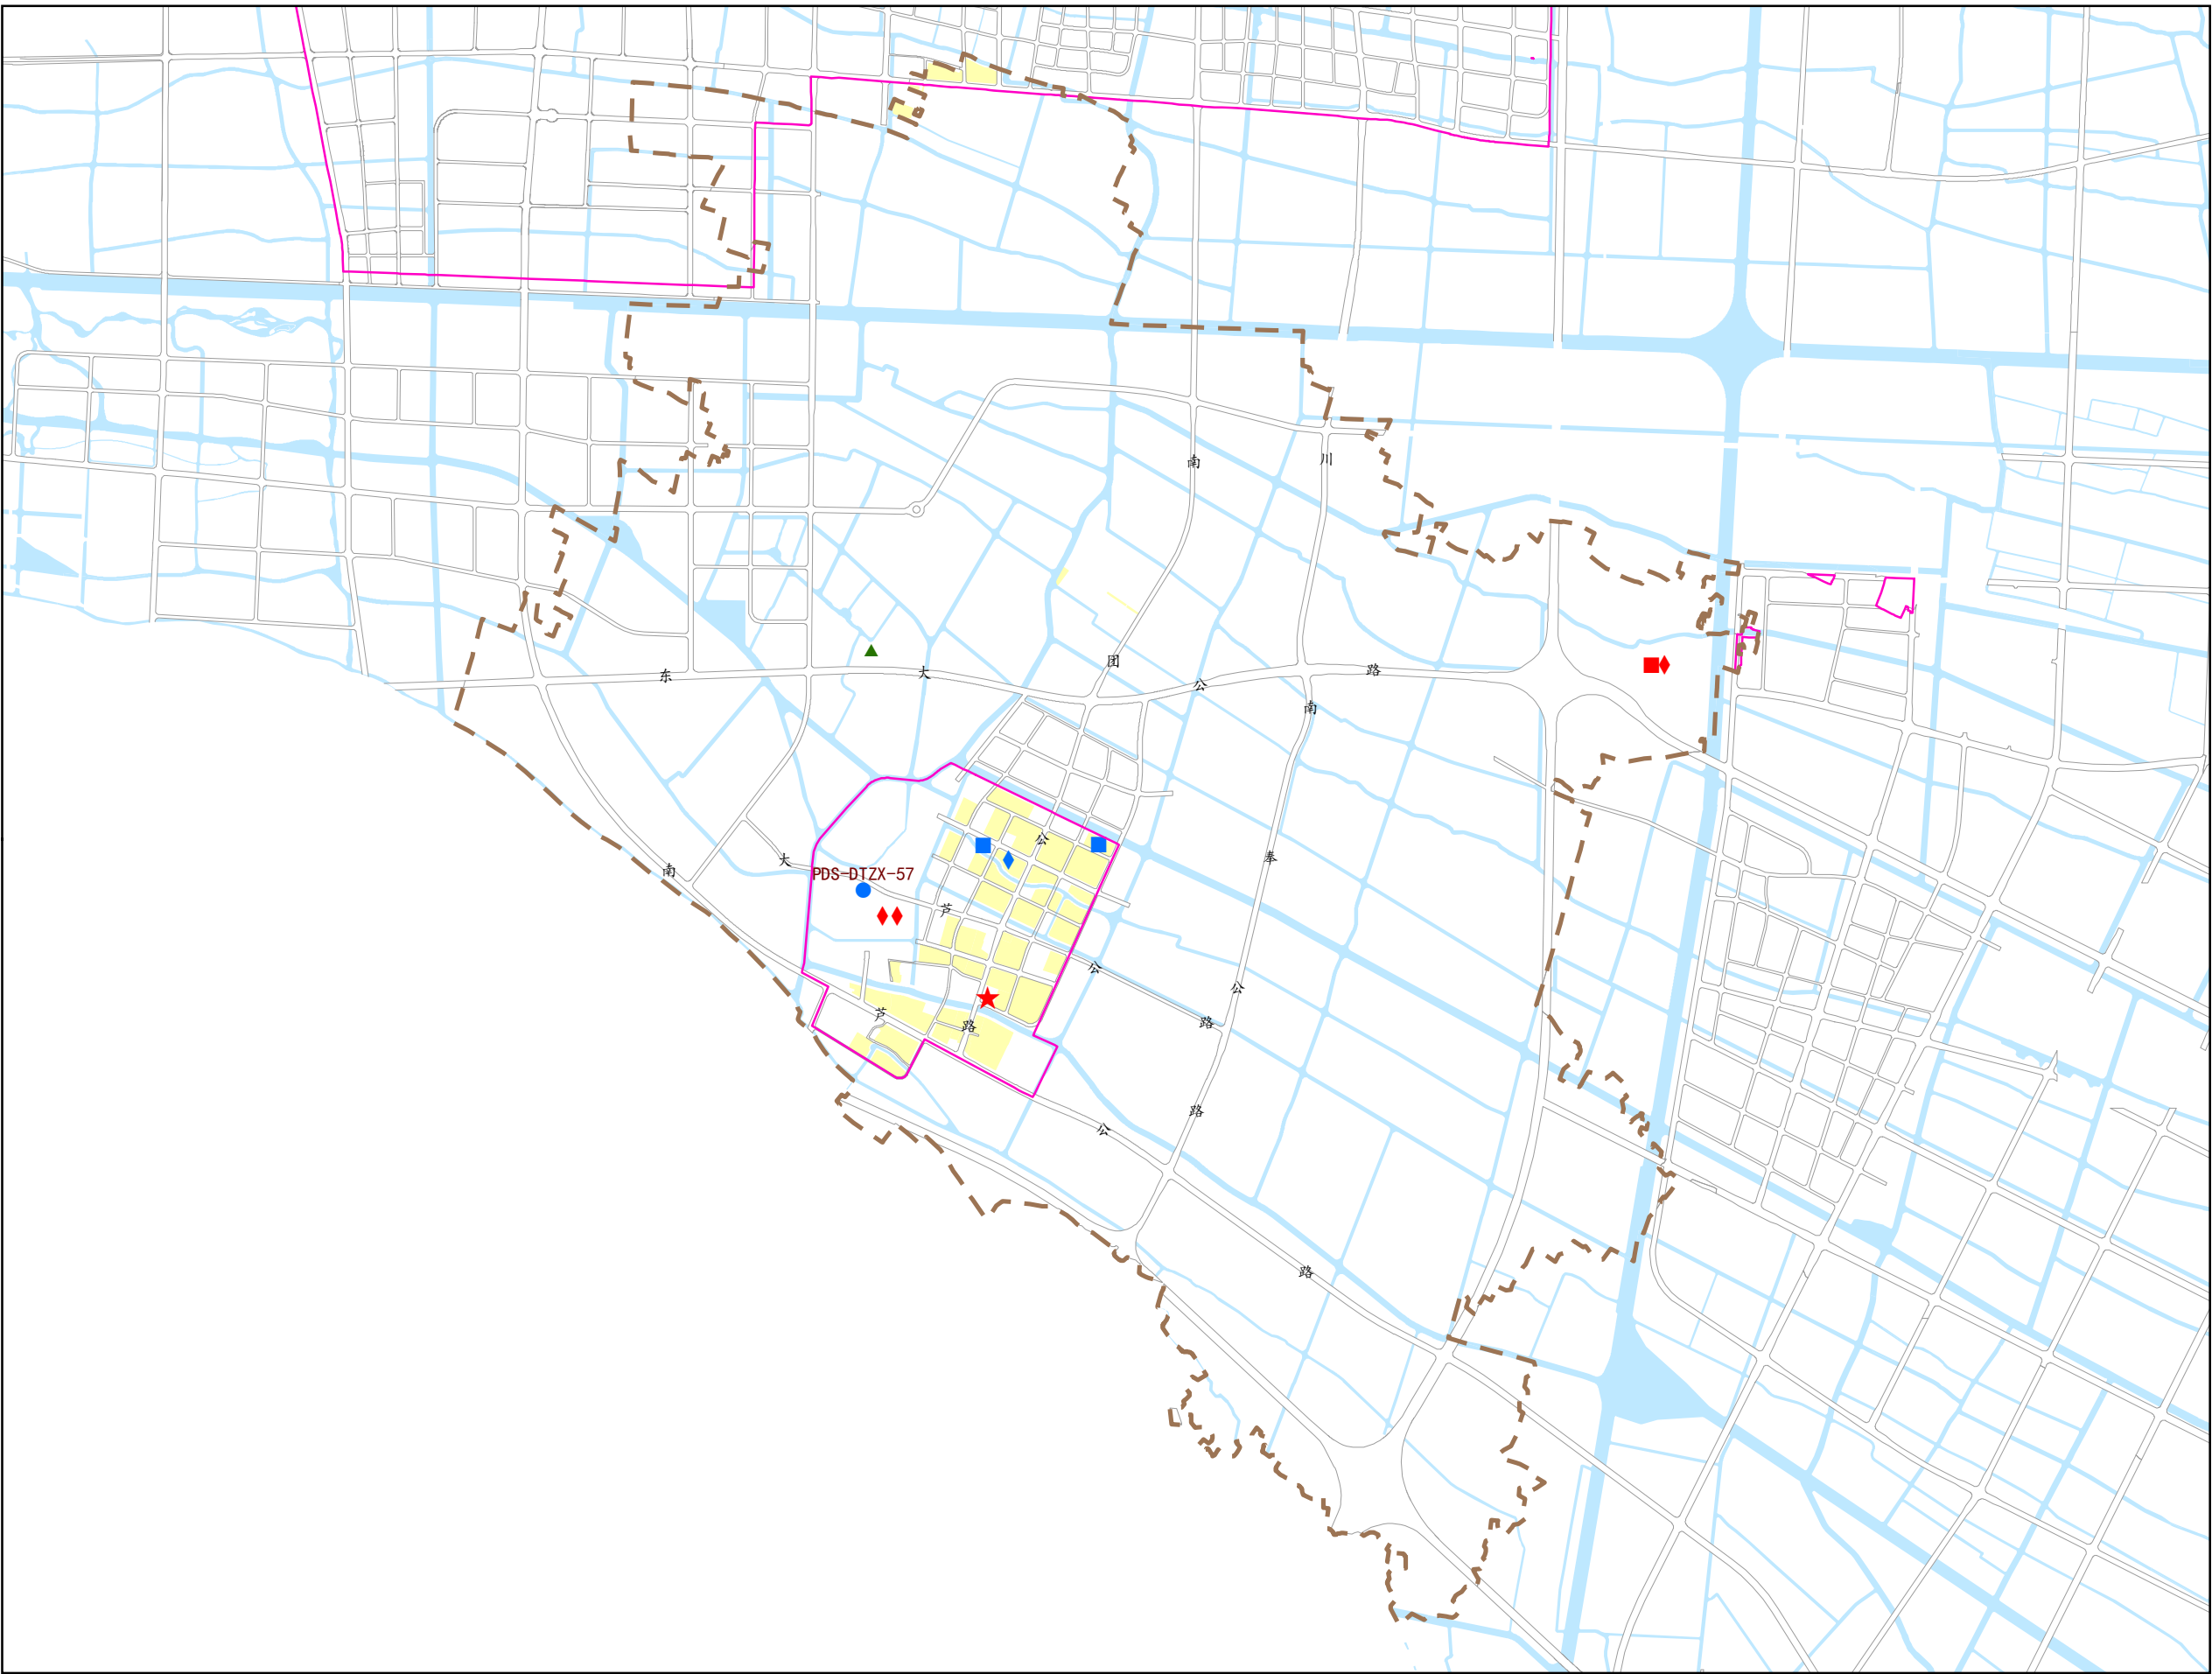 南
川
团
东
大
公
路
南
南
大
公
奉
PDS-DTZX-57
芦
公
公
芦
路
路
路
公
路